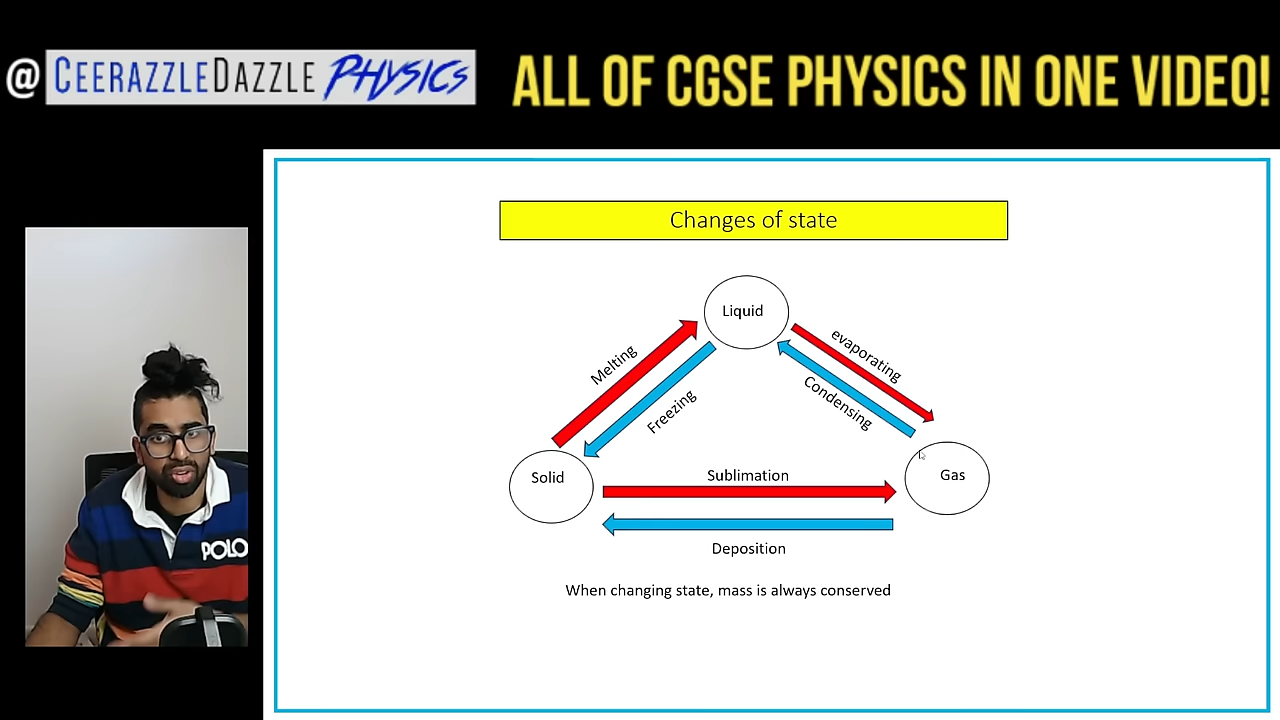 @CEERAZZLEDAZZLE PHYSICS
ALL OF CGSE PHYSICS IN ONE VIDEO!
Changes of state
Liquid
Melting
evaporating
Freezing
Condensing
Solid
Sublimation
Gas
Deposition
When changing state, mass is always conserved
POLO